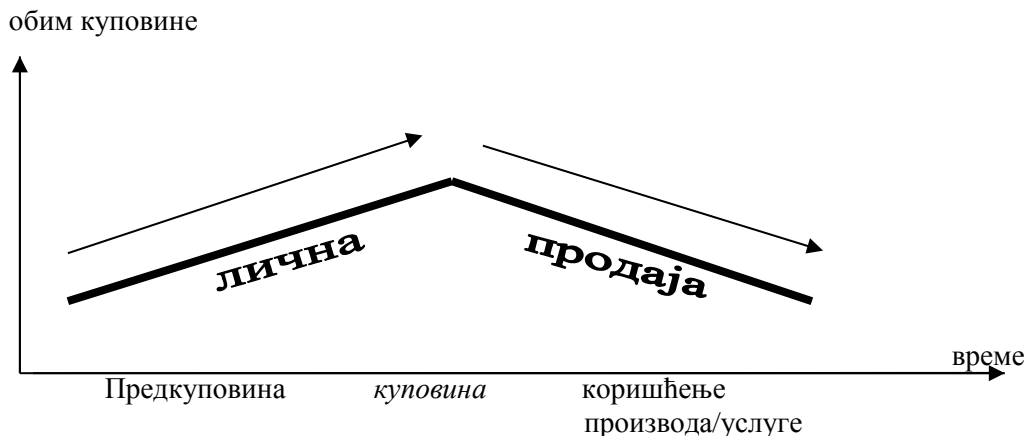 обим куповине
лична
продаја
време
Предкуповина куповина коришћење
производа/услуге